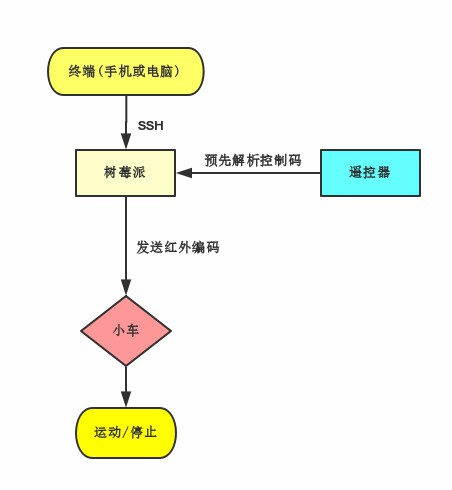 终端(手机或电脑)
SSH
预先解析控制码
树莓派
遥控器
发送红外编码
小车
运动/停止